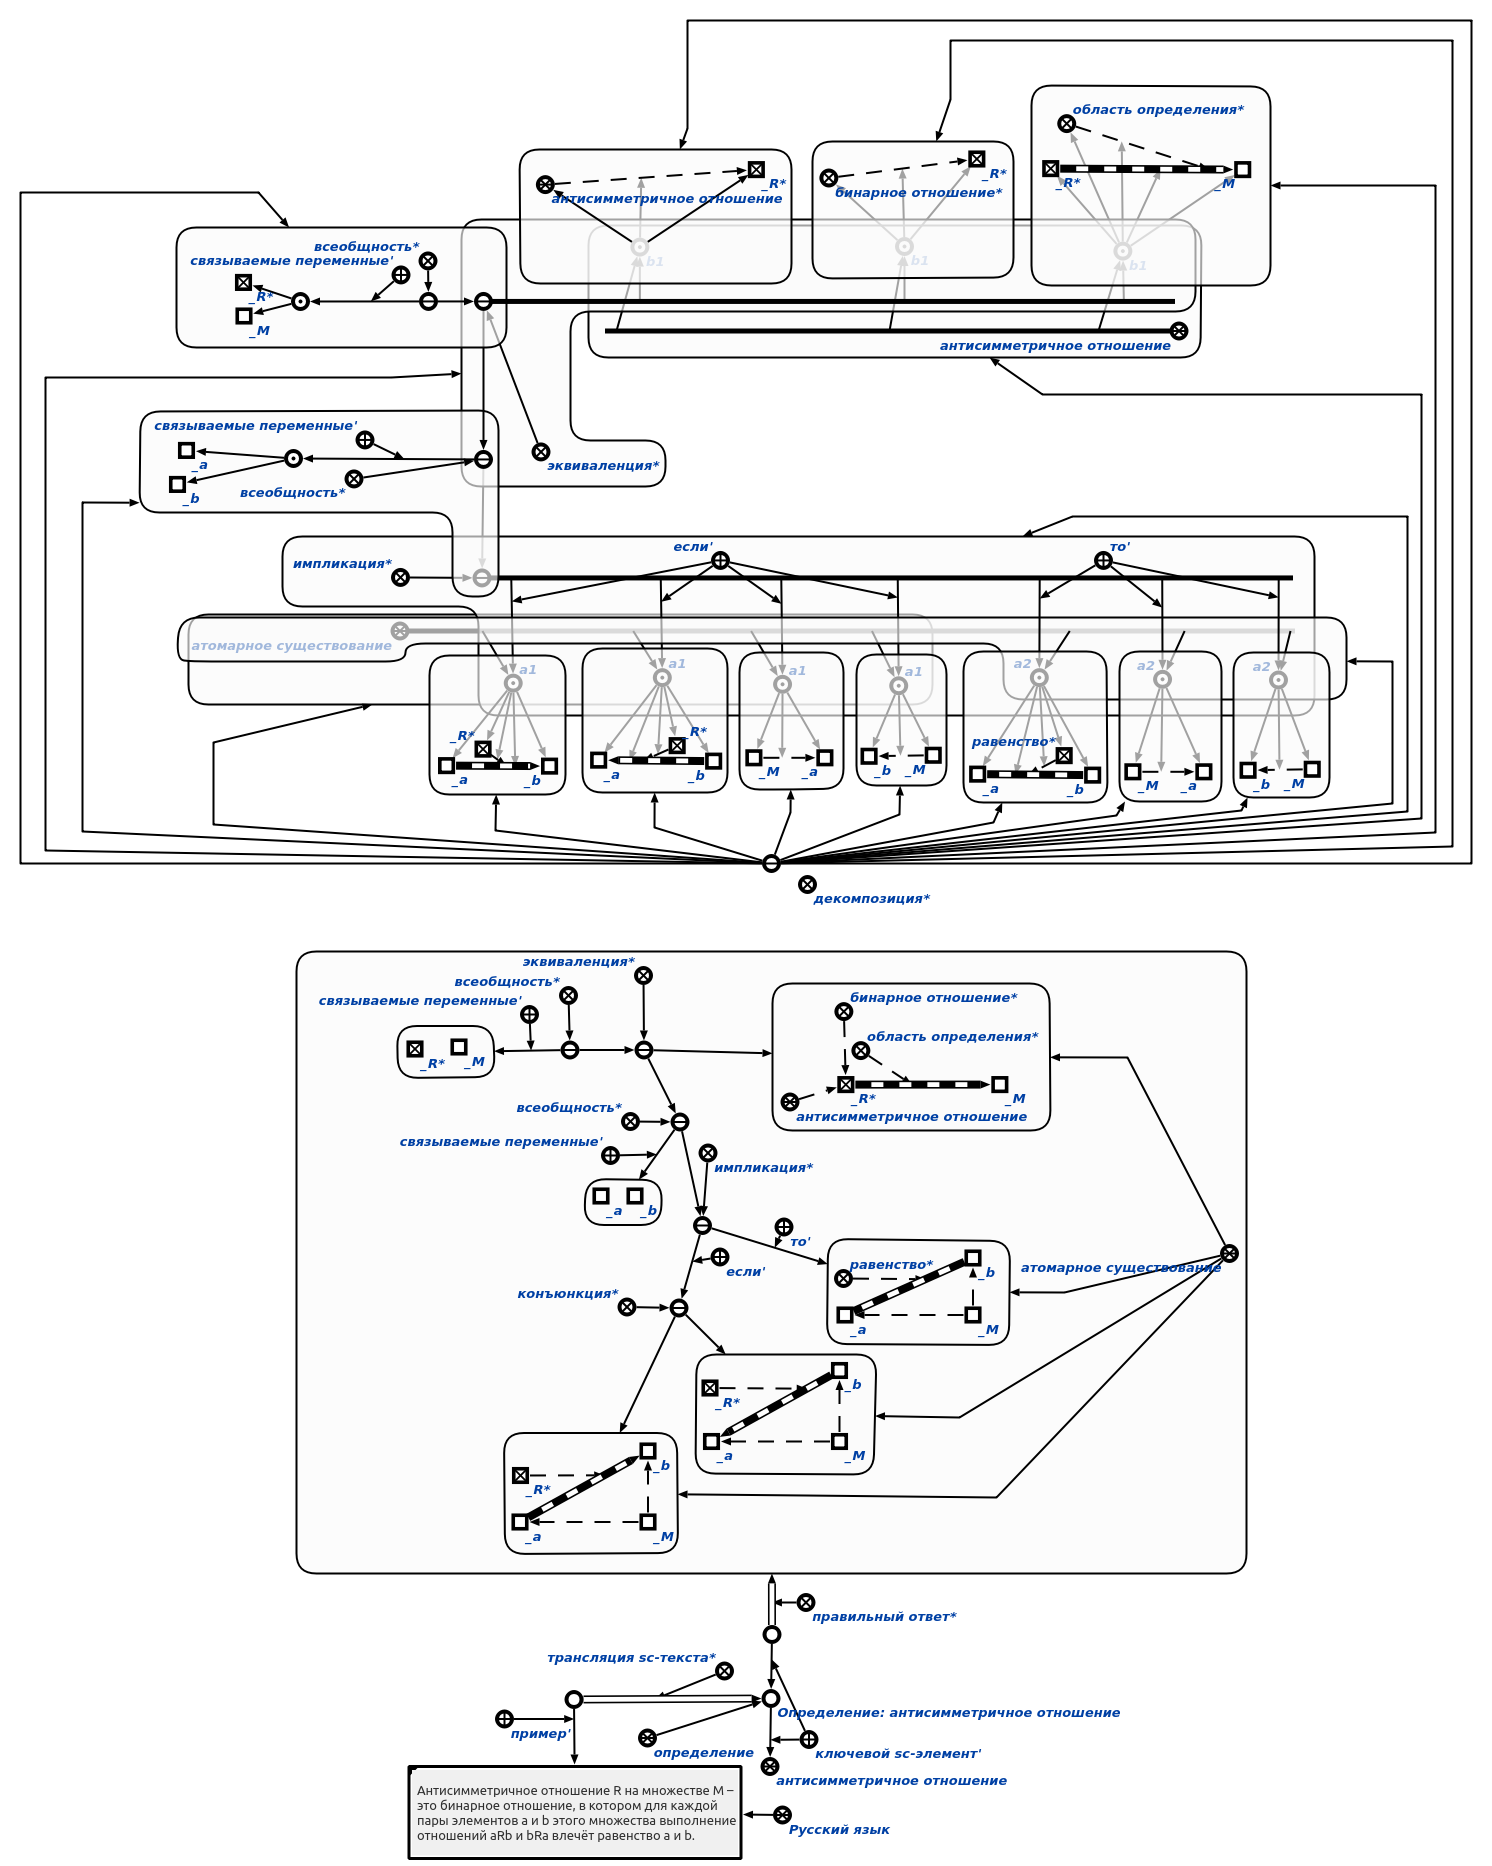 область определения*
_R*
_M
_R*
антисимметричное отношение
b1
_R*
бинарное отношение*
b1
b1
всеобщность*
связываемые переменные'
_R*
_M
антисимметричное отношение
связываемые переменные'
_a
всеобщность*
_b
эквиваленция*
импликация*
если'
то'
атомарное существование
a1
a1
a1
a1
a2
a2
a2
_R*
_a
_b
_R*
_a
_b
_M
_a
_b
_M
равенство*
_a
_b
_M
_a
_b
_M
декомпозиция*
эквиваленция*
всеобщность*
связываемые переменные'
_R*
_M
бинарное отношение*
область определения*
_R*
_M
антисимметричное отношение
всеобщность*
связываемые переменные'
_a
_b
импликация*
то'
если'
равенство*
_b
_a
_M
атомарное существование
конъюнкция*
_R*
_b
_a
_M
_R*
_b
_a
_M
правильный ответ*
трансляция sc-текста*
Определение: антисимметричное отношение
пример'
определение
ключевой sc-элемент'
антисимметричное отношение
Антисимметричное отношение R на множестве M –
это бинарное отношение, в котором для каждой
пары элементов a и b этого множества выполнение
отношений aRb и bRa влечёт равенство a и b.
Русский язык